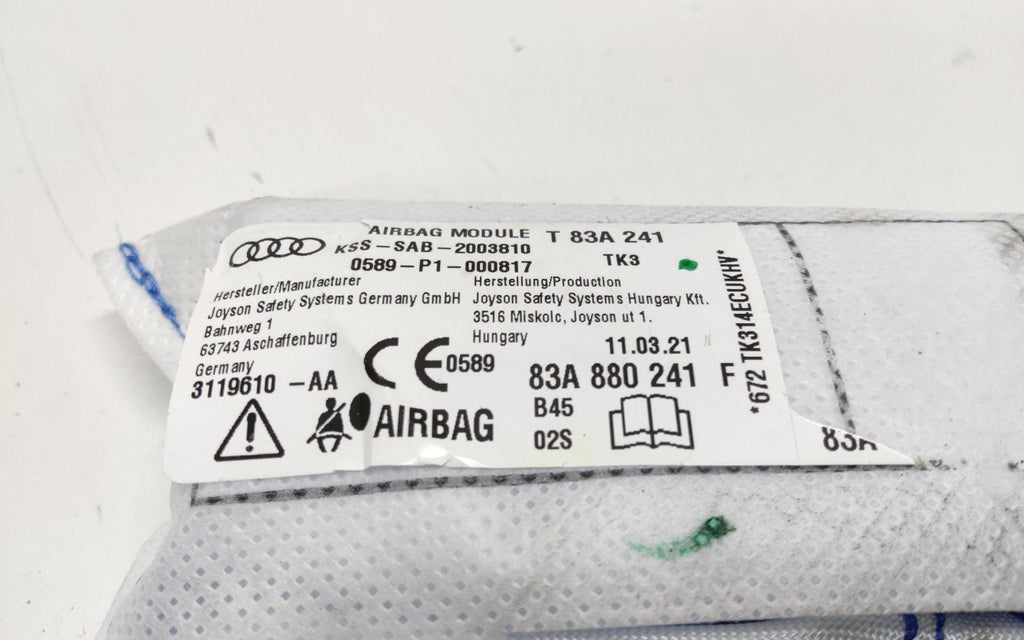 AIRBAG MODULE T 83A 241
KSS-SAB-2003810
0589-P1-000817 TK3
Hersteller/Manufacturer
Joyson Safety Systems Germany GmbH
Bahnweg 1
63743 Aschaffenburg
Germany
3119610 -AA
Herstellung/Production
Joyson Safety Systems Hungary Kft.
3516 Miskolc, Joyson ut 1.
Hungary
11.03.21
CE 0589
83A 880 241 F
AIRBAG
B45
02S
*672 TK314ECUKHV*
83A